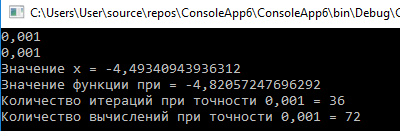 C:\Users\User\source\repos\ConsoleApp6\ConsoleApp6\bin\Debug\
0,001
0,001
Значение x = -4,49340943936312
Значение функции при = -4,82057247696292
Количество итераций при точности 0,001 = 36
Количество вычислений при точности 0,001 = 72